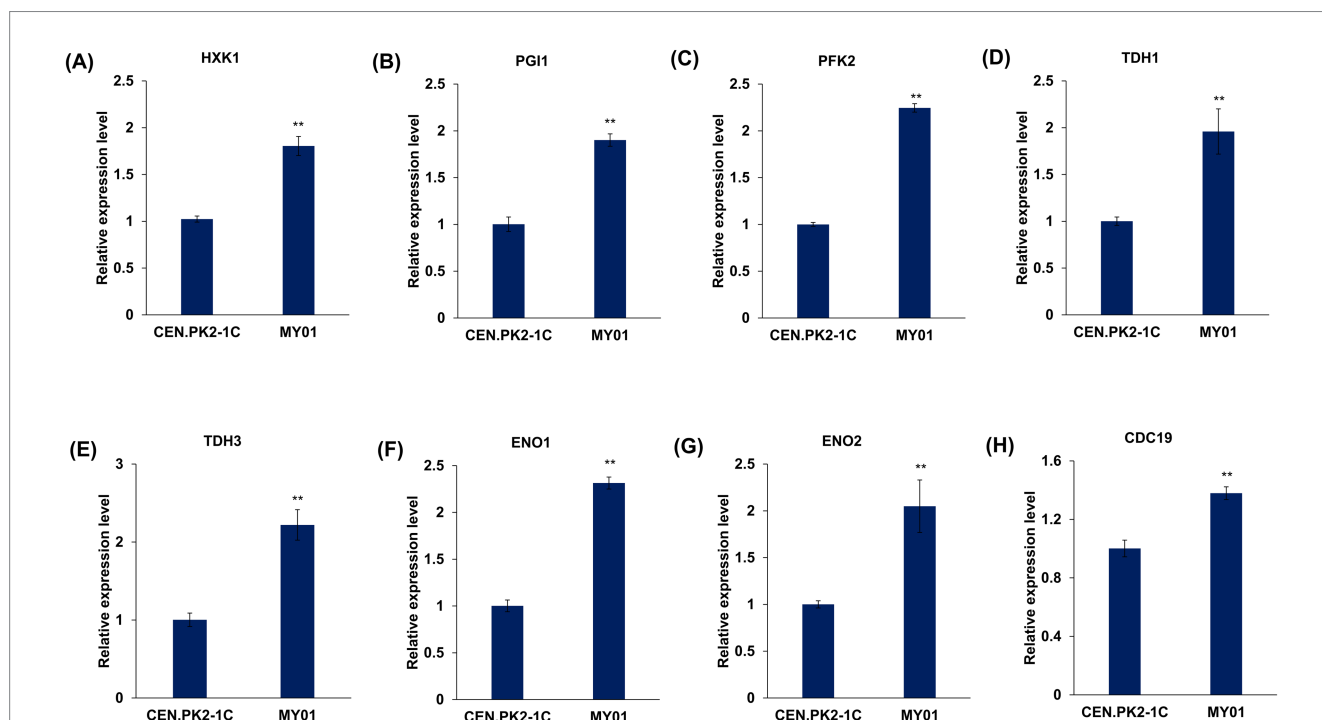 (A)
HXK1
Relative expression level
2.5
2
1.5
1
0.5
0
**
CEN.PK2-1C
MY01
(B)
PGI1
Relative expression level
2.5
2
1.5
1
0.5
0
**
CEN.PK2-1C
MY01
(C)
PFK2
Relative expression level
2.5
2
1.5
1
0.5
0
**
CEN.PK2-1C
MY01
(D)
TDH1
Relative expression level
2.5
2
1.5
1
0.5
0
**
CEN.PK2-1C
MY01
(E)
TDH3
Relative expression level
3
2
1
0
**
CEN.PK2-1C
MY01
(F)
ENO1
Relative expression level
2.5
2
1.5
1
0.5
0
**
CEN.PK2-1C
MY01
(G)
ENO2
Relative expression level
2.5
2
1.5
1
0.5
0
**
CEN.PK2-1C
MY01
(H)
CDC19
Relative expression level
1.6
1.2
0.8
0.4
0
**
CEN.PK2-1C
MY01